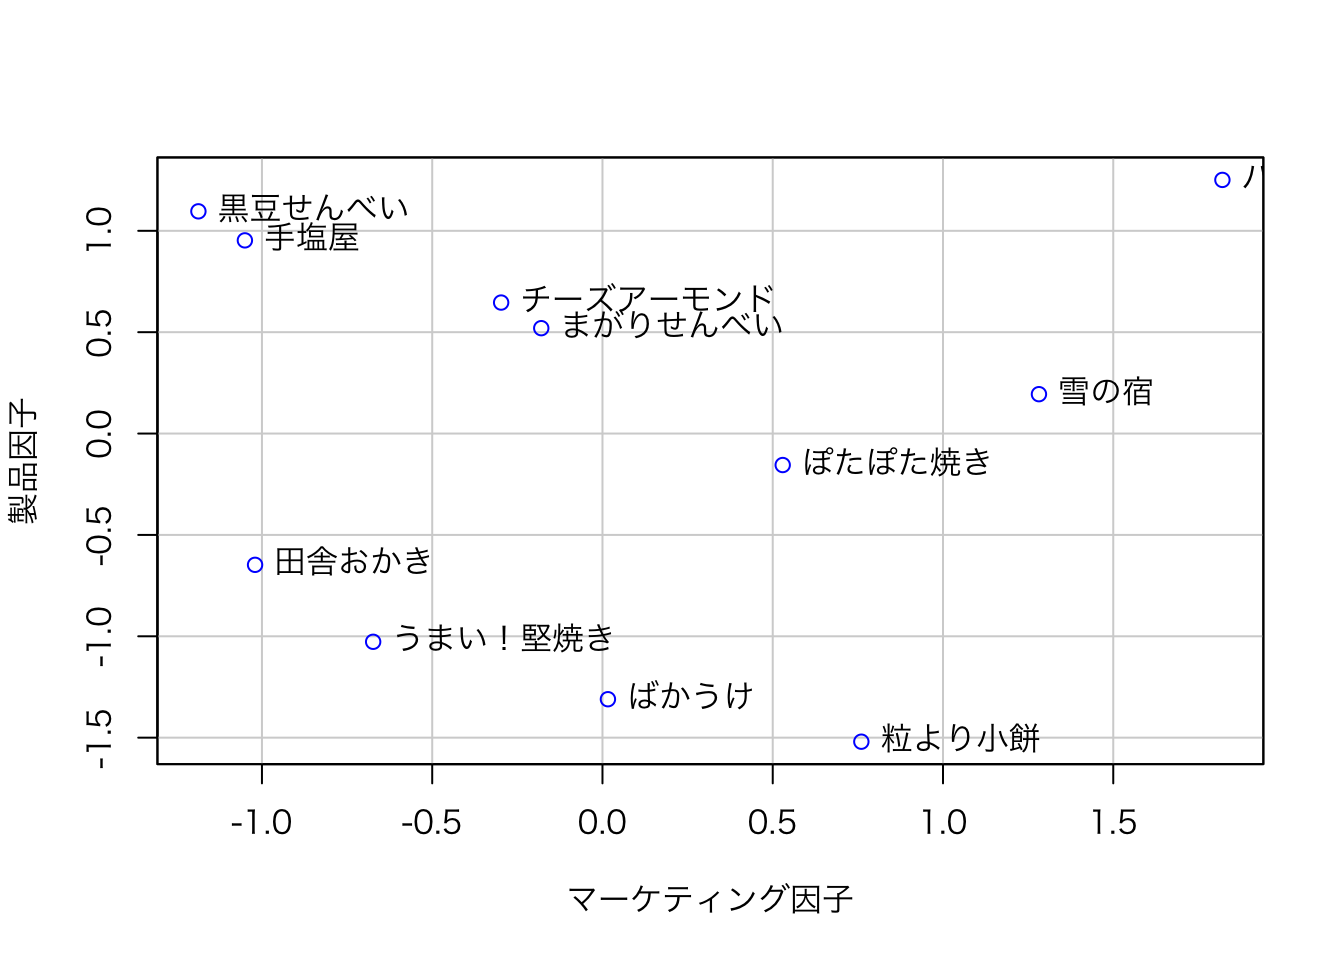 黒豆せんべい
手塩屋
チーズアーモンド
まがりせんべい
雪の宿
ぽたぽた焼き
田舎おかき
うまい！堅焼き
ばかうけ
粒より小餅
製品因子
1.0
0.5
0.0
-0.5
-1.0
-1.5
-1.0 -0.5 0.0 0.5 1.0 1.5
マーケティング因子